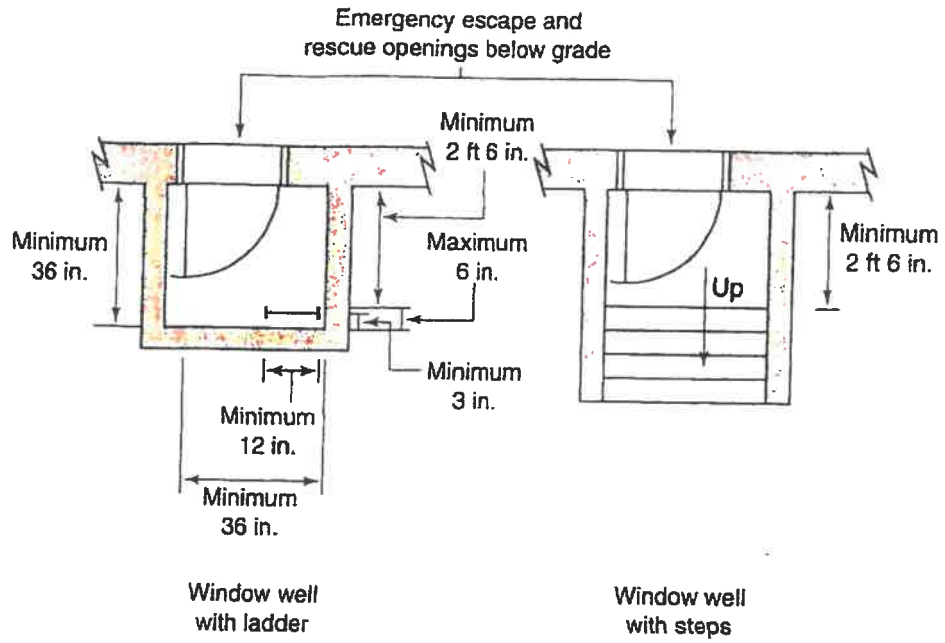 Emergency escape and
rescue openings below grade
Minimum
2 ft 6 in.
Minimum
36 in.
Maximum
6 in.
Minimum
3 in.
Minimum
12 in.
Minimum
36 in.
Up
Minimum
2 ft 6 in.
Window well
with ladder
Window well
with steps